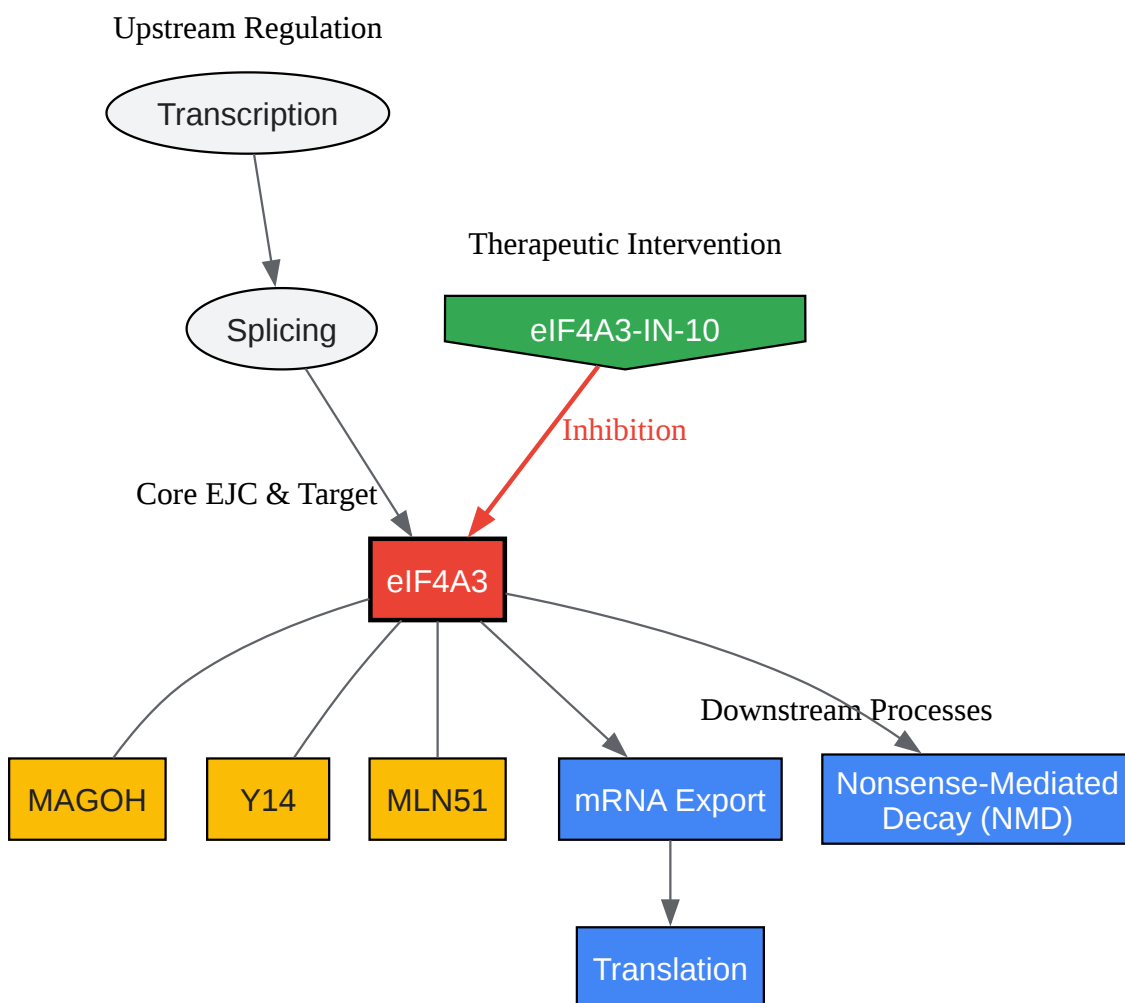 Upstream Regulation
Transcription
Therapeutic Intervention
Splicing
eIF4A3-IN-10
Inhibition
Core EJC & Target
eIF4A3
Downstream Processes
MAGOH
Y14
MLN51
mRNA Export
Nonsense-Mediated
Decay (NMD)
Translation